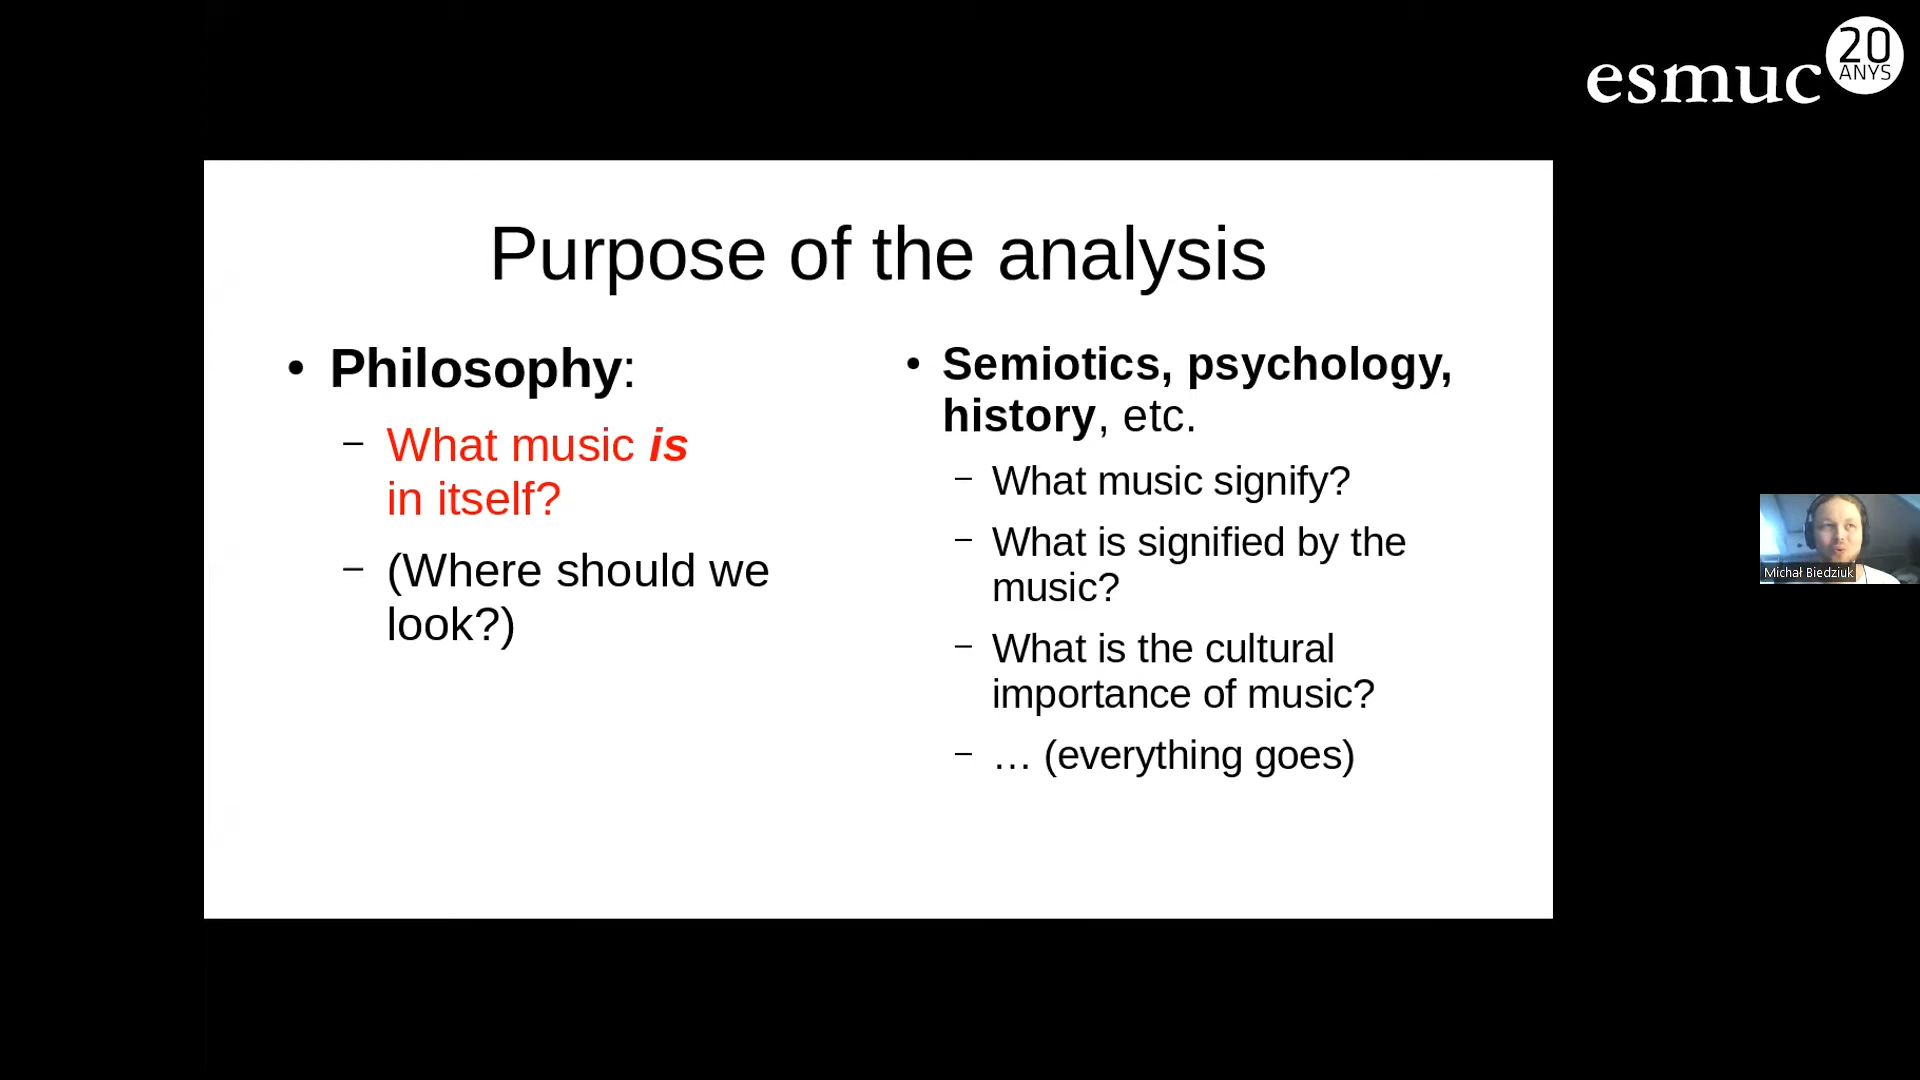 esmuc
20
ANYS
Purpose of the analysis
• Philosophy:
– What music is
in itself?
– (Where should we
look?)
• Semiotics, psychology,
history, etc.
– What music signify?
– What is signified by the
music?
– What is the cultural
importance of music?
– … (everything goes)
Michał Biedziuk